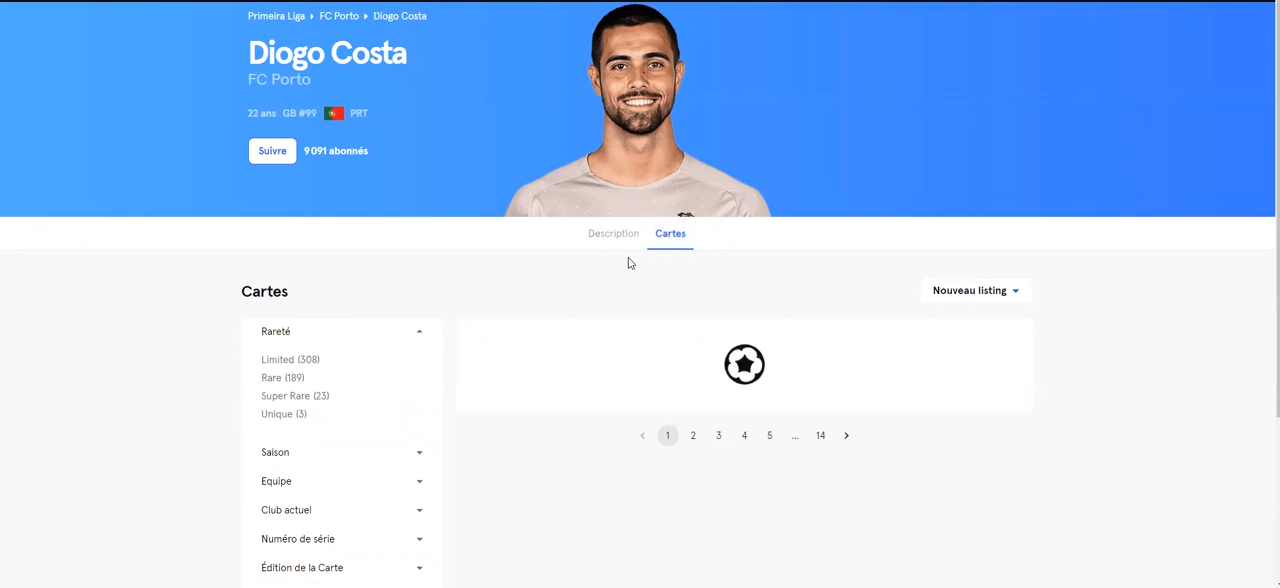 Primeira Liga ▸ FC Porto ▸ Diogo Costa
Diogo Costa
FC Porto
22 ans GB #99 PRT
Suivre 9 091 abonnés
Description Cartes
Cartes
Nouveau listing
Rareté
Limited (308)
Rare (189)
Super Rare (23)
Unique (3)
‹ 1 2 3 4 5 ... 14 ›
Saison
Equipe
Club actuel
Numéro de série
Édition de la Carte